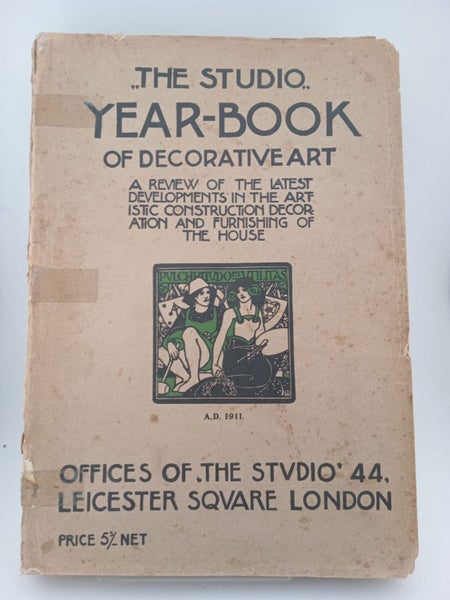 „THE STUDIO„
YEAR-BOOK
OF DECORATIVE ART
A REVIEW OF THE LATEST
DEVELOPMENTS IN THE ART-
ISTIC CONSTRUCTION DECOR-
ATION AND FURNISHING OF
THE HOUSE
PVLCHRITVDO ET VTILITAS
A.D. 1911.
OFFICES OF ‚THE STVDIO’ 44,
LEICESTER SQVARE LONDON
PRICE 5/- NET